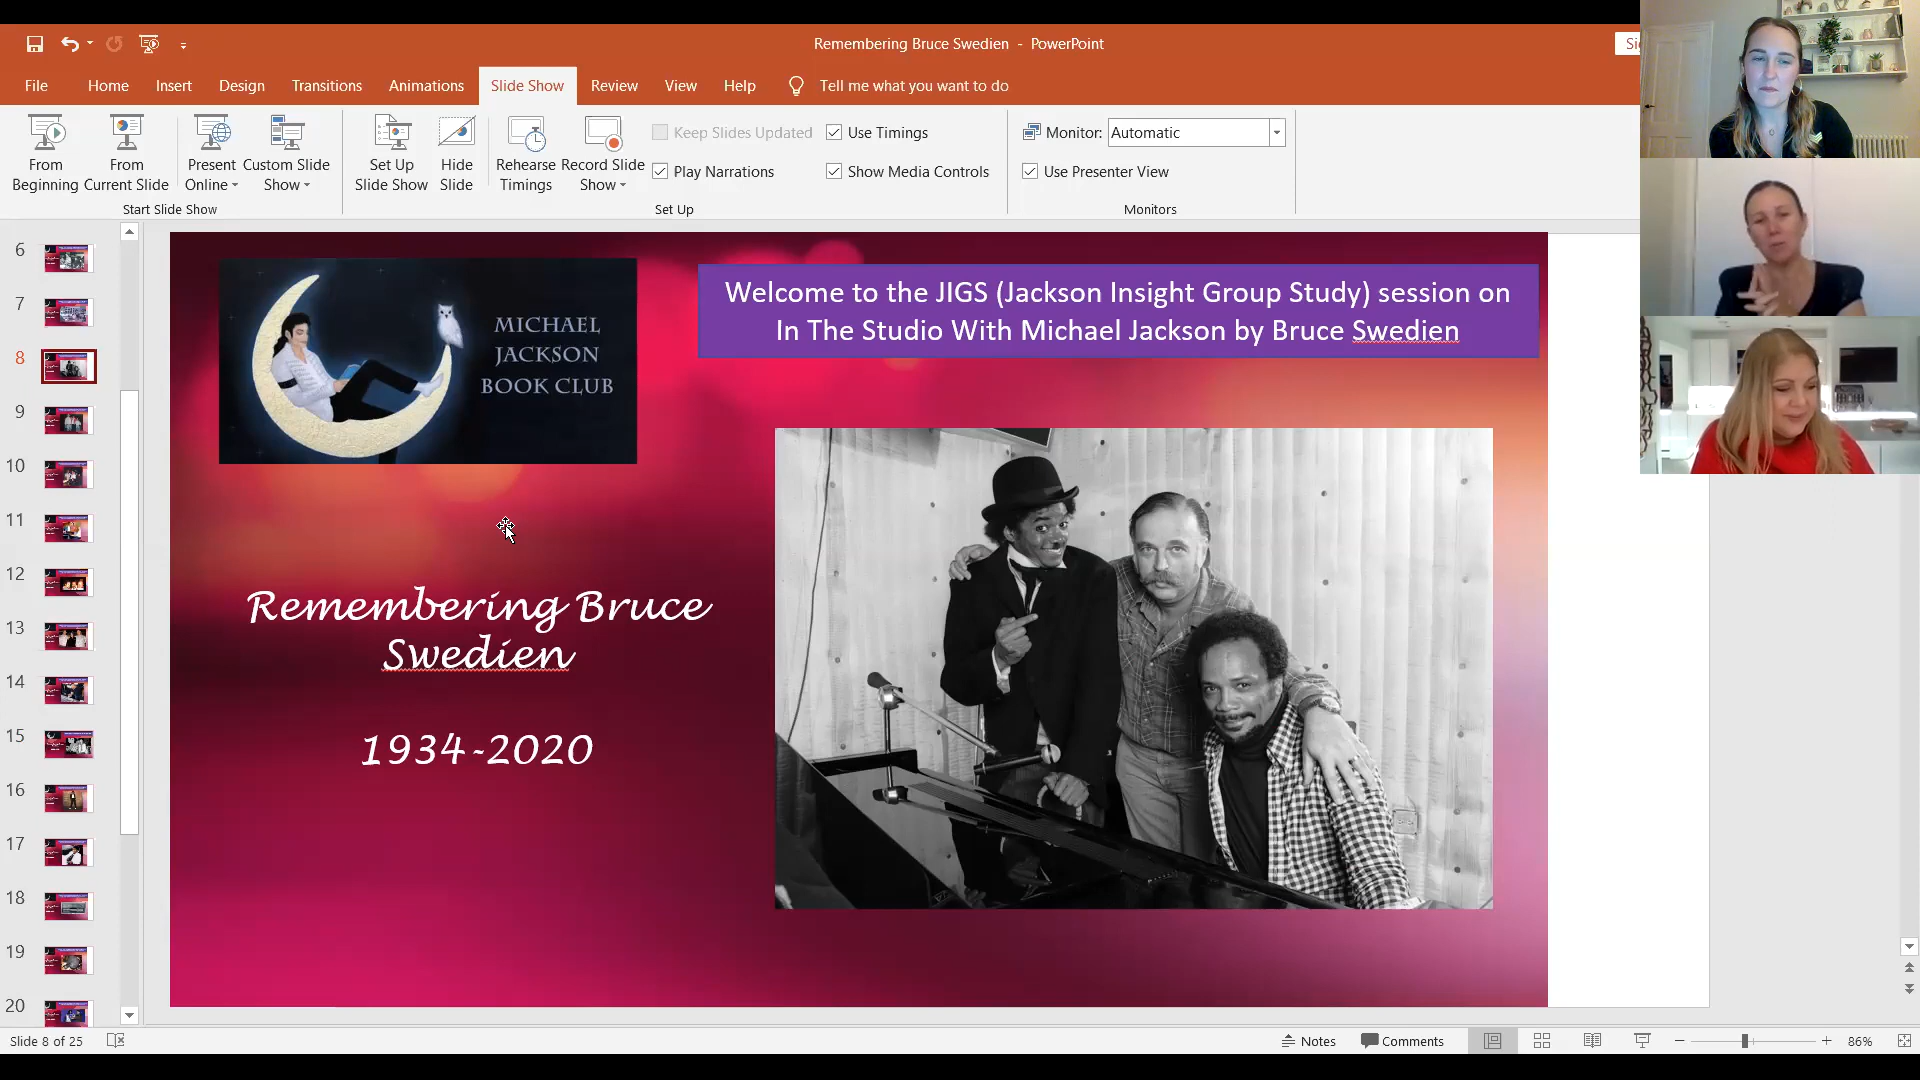 Remembering Bruce Swedien - PowerPoint
File
Home
Insert
Design
Transitions
Animations
Slide Show
Review
View
Help
Tell me what you want to do
From
Beginning
From
Current Slide
Present
Online
Custom Slide
Show
Start Slide Show
Set Up
Slide Show
Hide
Slide
Rehearse
Timings
Record Slide
Show
Keep Slides Updated
Play Narrations
Use Timings
Show Media Controls
Set Up
Monitor:
Automatic
Use Presenter View
Monitors
6
7
8
9
10
11
12
13
14
15
16
17
18
19
20
MICHAEL
JACKSON
BOOK CLUB
Welcome to the JIGS (Jackson Insight Group Study) session on
In The Studio With Michael Jackson by Bruce Swedien
Remembering Bruce
Swedien
1934-2020
Slide 8 of 25
Notes
Comments
86%